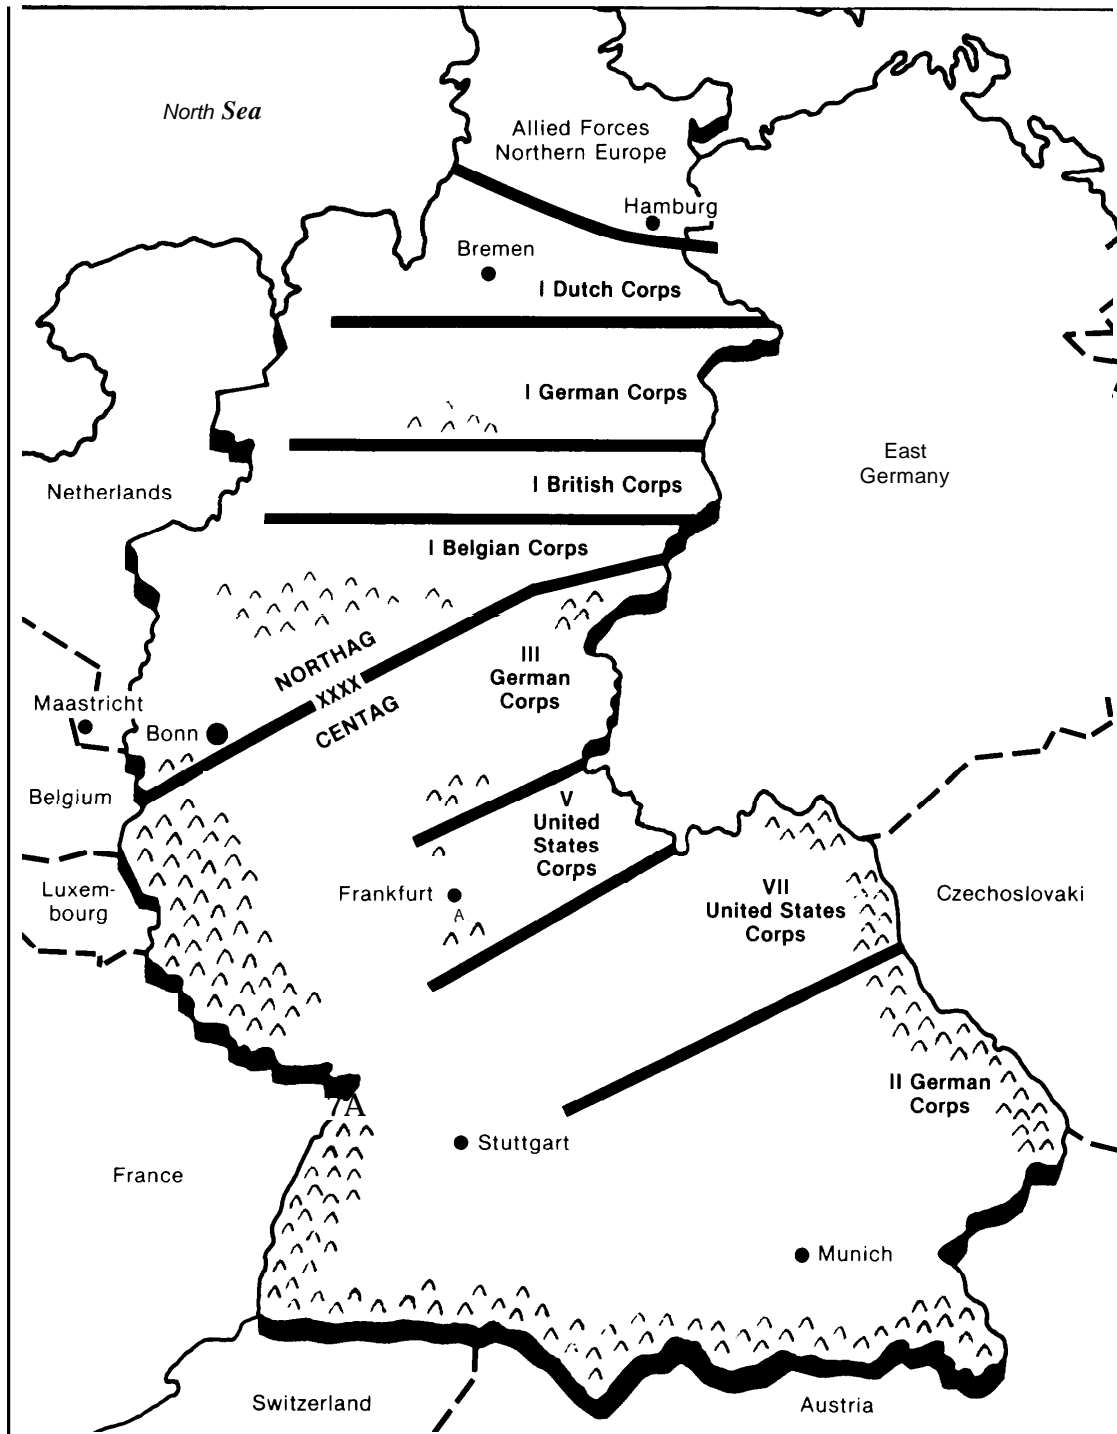 North Sea
Allied Forces
Northern Europe
Hamburg
Bremen
I Dutch Corps
I German Corps
East
Germany
I British Corps
Netherlands
I Belgian Corps
NORTHAG
XXXX
CENTAG
III
German
Corps
Maastricht
Bonn
Belgium
V
United
States
Corps
Luxem-
bourg
Frankfurt
A
VII
United States
Corps
Czechoslovaki
II German
Corps
7A
Stuttgart
France
Munich
Switzerland
Austria